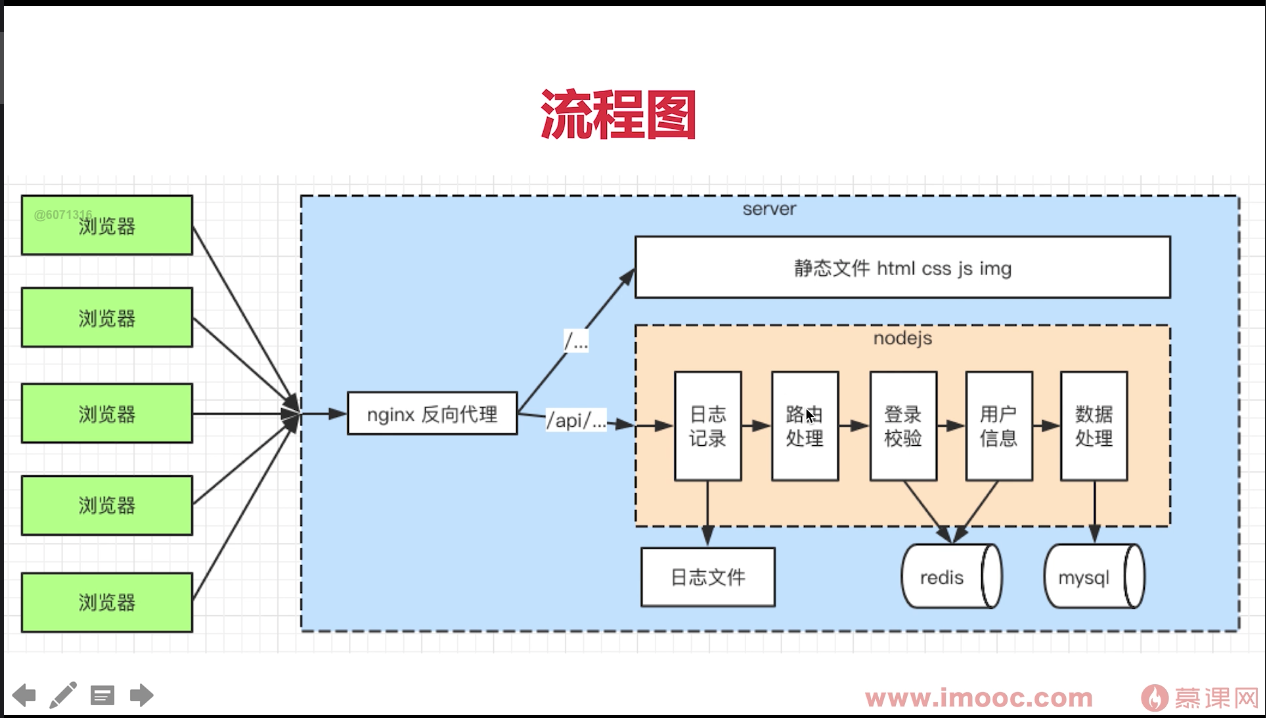 流程图
@6071316
浏览器
浏览器
浏览器
浏览器
浏览器
server
静态文件 html css js img
/...
nginx 反向代理
/api/...
nodejs
日志
记录
路由
处理
登录
校验
用户
信息
数据
处理
日志文件
redis
mysql
www.imooc.com
慕课网